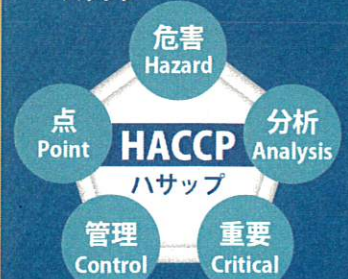 危害
Hazard
点
Point
HACCP
ハサップ
分析
Analysis
管理
Control
重要
Critical